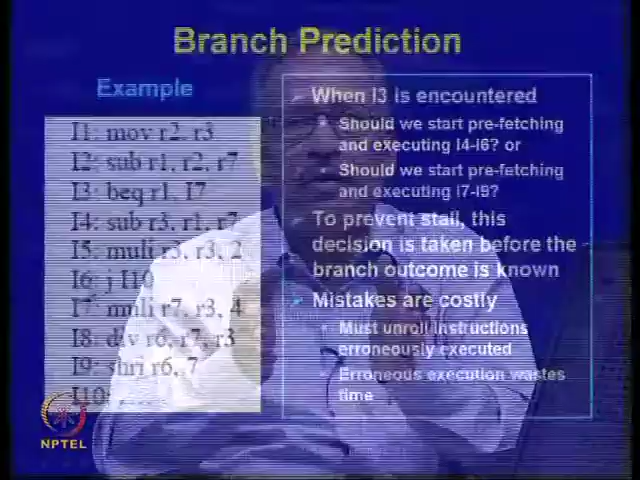 Branch Prediction
Example
I1: mov r2, r3
I2: sub r1, r2, r7
I3: beq r1, I7
I4: sub r3, r1, r7
I5: muli r3, r3, 2
I6: j I10
I7: muli r7, r3, 4
I8: div r6, r7, r3
I9: shri r6, 7
I10:
When I3 is encountered
Should we start pre-fetching
and executing I4-I6? or
Should we start pre-fetching
and executing I7-I9?
To prevent stall, this
decision is taken before the
branch outcome is known
Mistakes are costly
Must unroll instructions
erroneously executed
Erroneous execution wastes
time
NPTEL